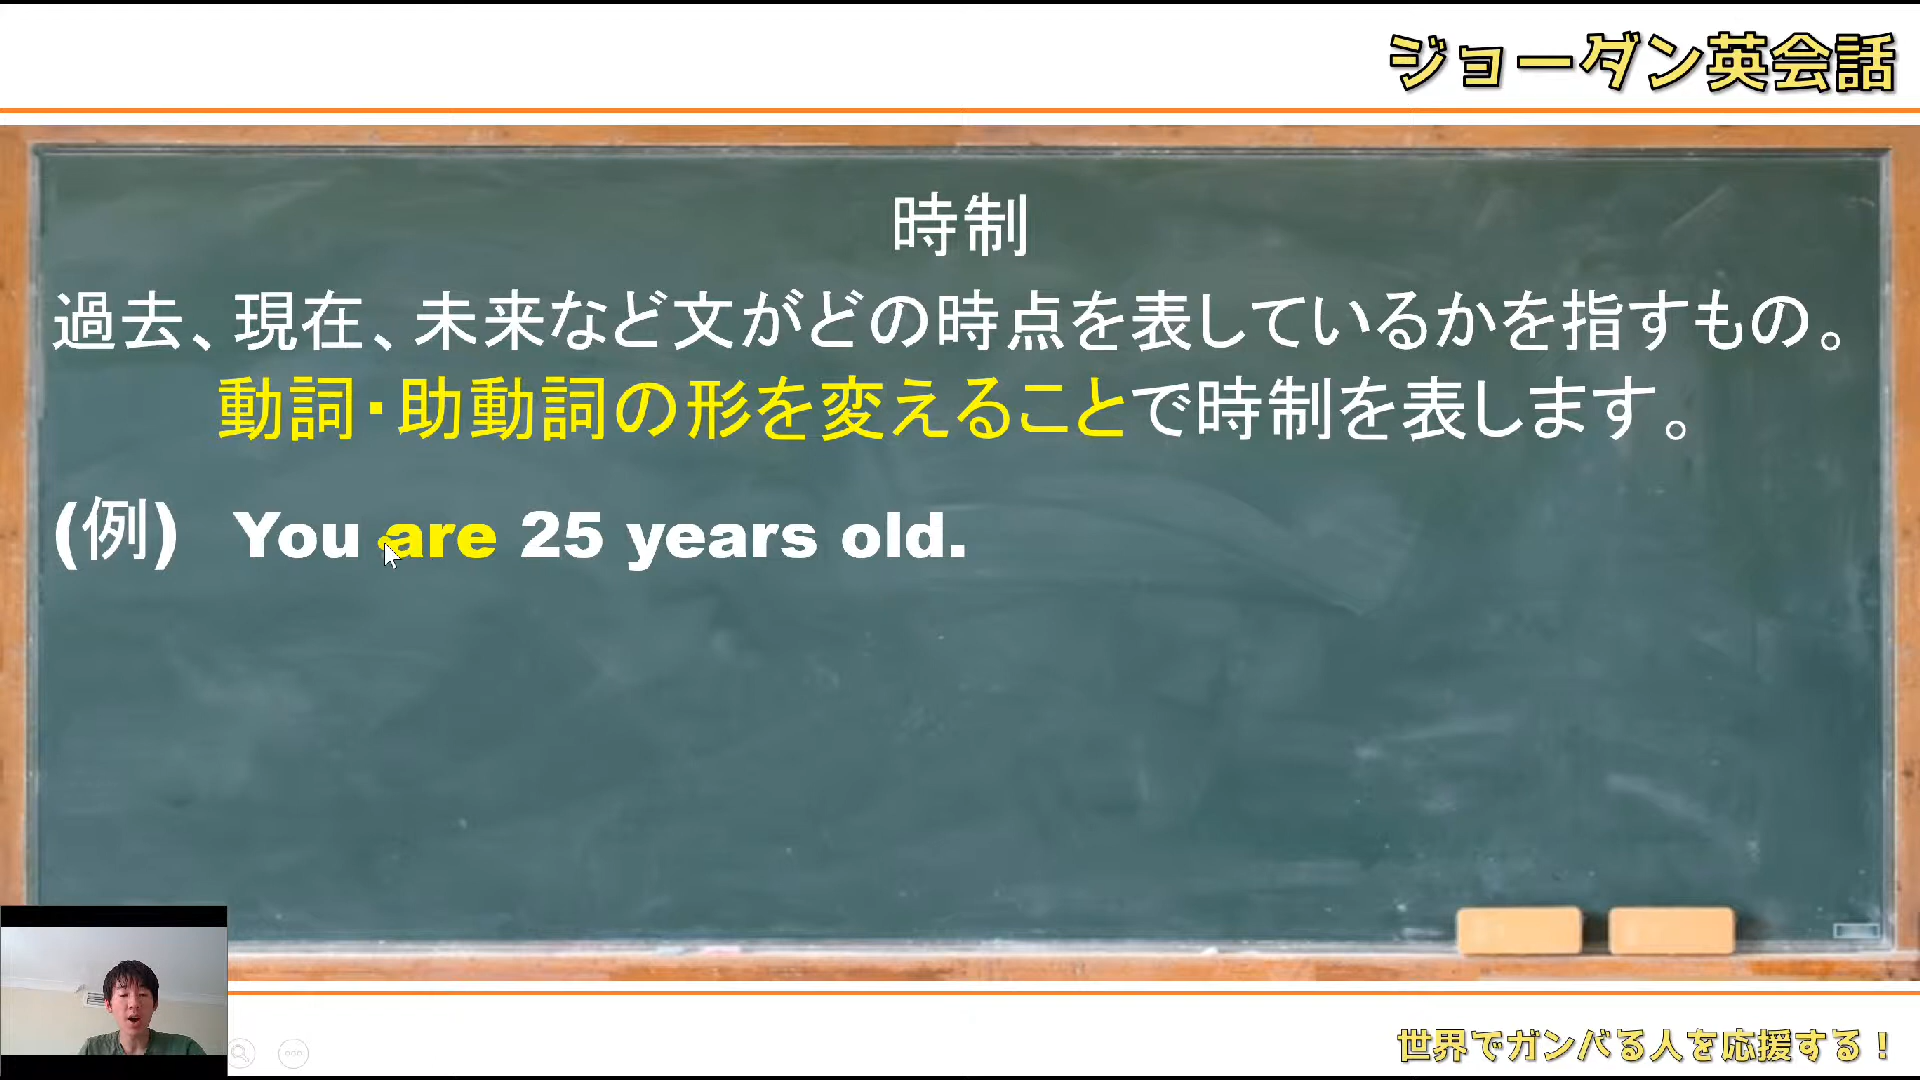 ジョーダン英会話
時制
過去、現在、未来など文がどの時点を表しているかを指すもの。
動詞・助動詞の形を変えることで時制を表します。
(例) You are 25 years old.
世界でガンバる人を応援する！